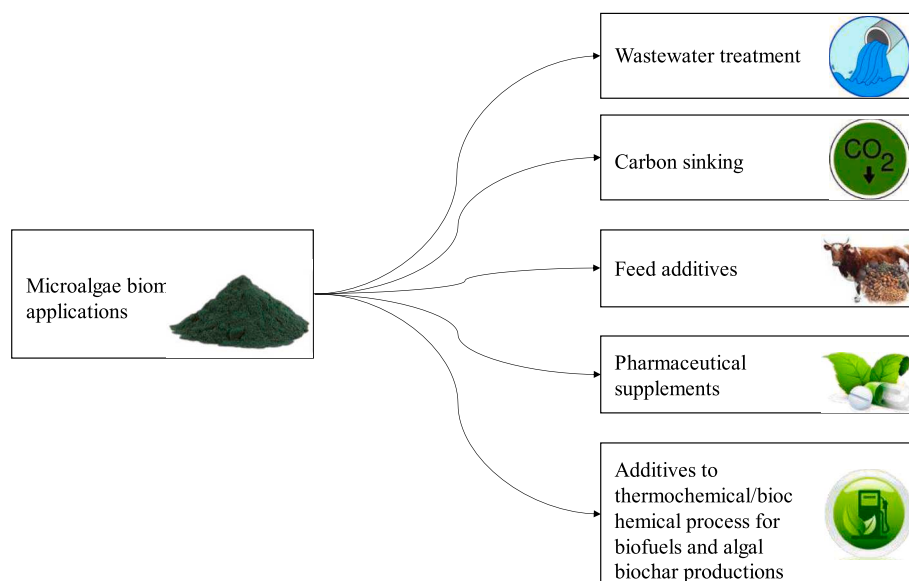 Wastewater treatment
CO2
Carbon sinking
Microalgae biom
applications
Feed additives
Pharmaceutical
supplements
Additives to
thermochemical/bioc
hemical process for
biofuels and algal
biochar productions